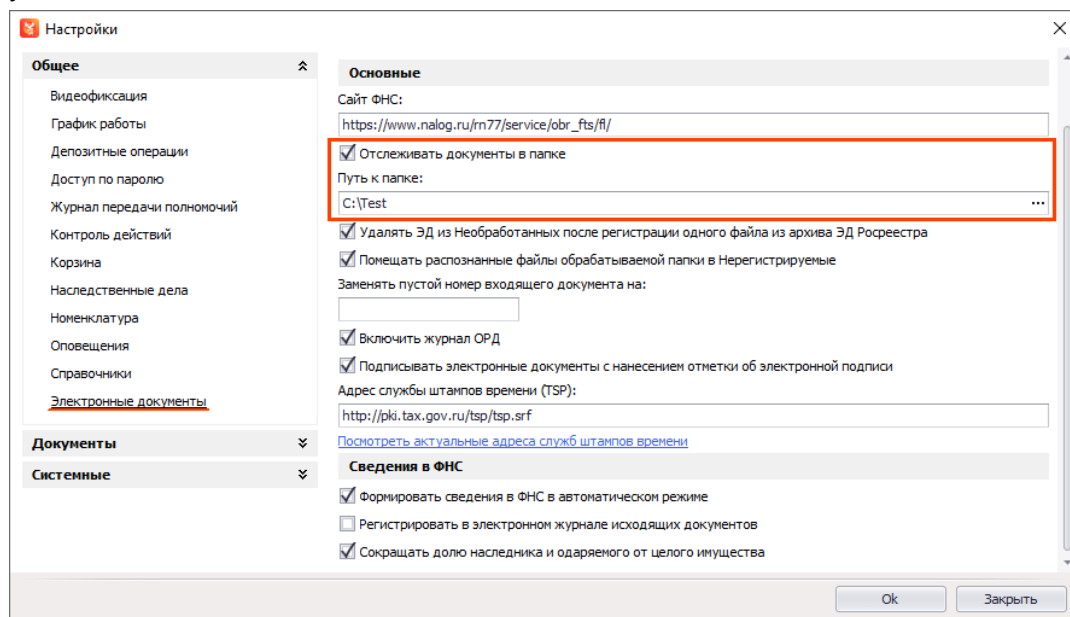 Настройки
Общее
Видеофиксация
График работы
Депозитные операции
Доступ по паролю
Журнал передачи полномочий
Контроль действий
Корзина
Наследственные дела
Номенклатура
Оповещения
Справочники
Электронные документы
Документы
Системные
Основные
Сайт ФНС:
https://www.nalog.ru/rn77/service/obr_fts/fl/
Отслеживать документы в папке
Путь к папке:
C:\Test
...
Удалять ЭД из Необработанных после регистрации одного файла из архива ЭД Росреестра
Помещать распознанные файлы обрабатываемой папки в Нерегистрируемые
Заменять пустой номер входящего документа на:
Включить журнал ОРД
Подписывать электронные документы с нанесением отметки об электронной подписи
Адрес службы штампов времени (TSP):
http://pki.tax.gov.ru/tsp/tsp.srf
Посмотреть актуальные адреса служб штампов времени
Сведения в ФНС
Формировать сведения в ФНС в автоматическом режиме
Регистрировать в электронном журнале исходящих документов
Сокращать долю наследника и одаряемого от целого имущества
Ok
Закрыть